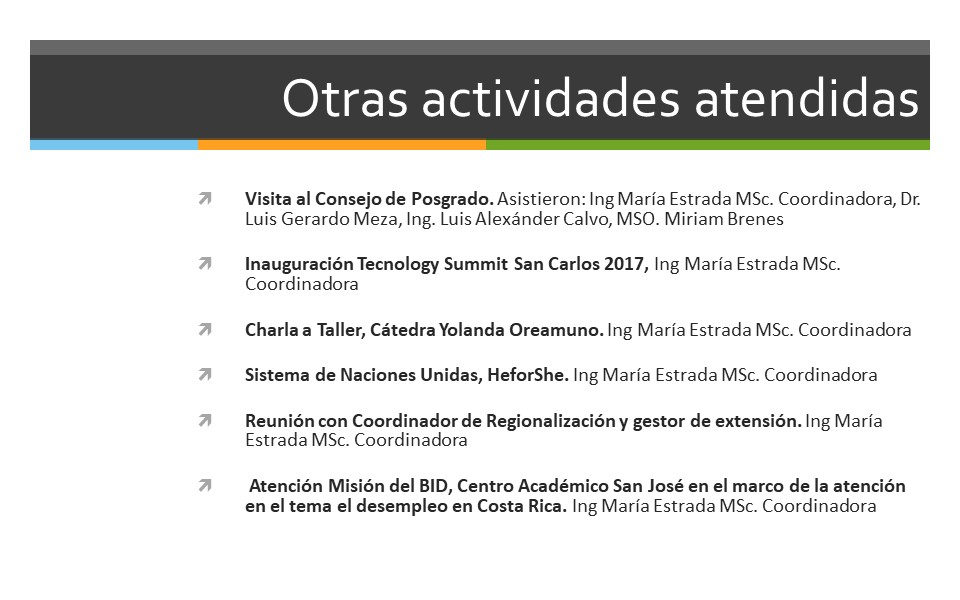 Otras actividades atendidas
Visita al Consejo de Posgrado. Asistieron: Ing María Estrada MSc. Coordinadora, Dr.
Luis Gerardo Meza, Ing. Luis Alexánder Calvo, MSO. Miriam Brenes
Inauguración Tecnology Summit San Carlos 2017, Ing María Estrada MSc.
Coordinadora
Charla a Taller, Cátedra Yolanda Oreamuno. Ing María Estrada MSc. Coordinadora
Sistema de Naciones Unidas, HeforShe. Ing María Estrada MSc. Coordinadora
Reunión con Coordinador de Regionalización y gestor de extensión. Ing María
Estrada MSc. Coordinadora
Atención Misión del BID, Centro Académico San José en el marco de la atención
en el tema el desempleo en Costa Rica. Ing María Estrada MSc. Coordinadora